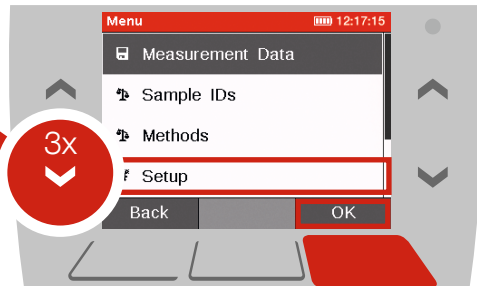 Menu 12:17:15
Measurement Data
Sample IDs
Methods
3x
Setup
Back OK